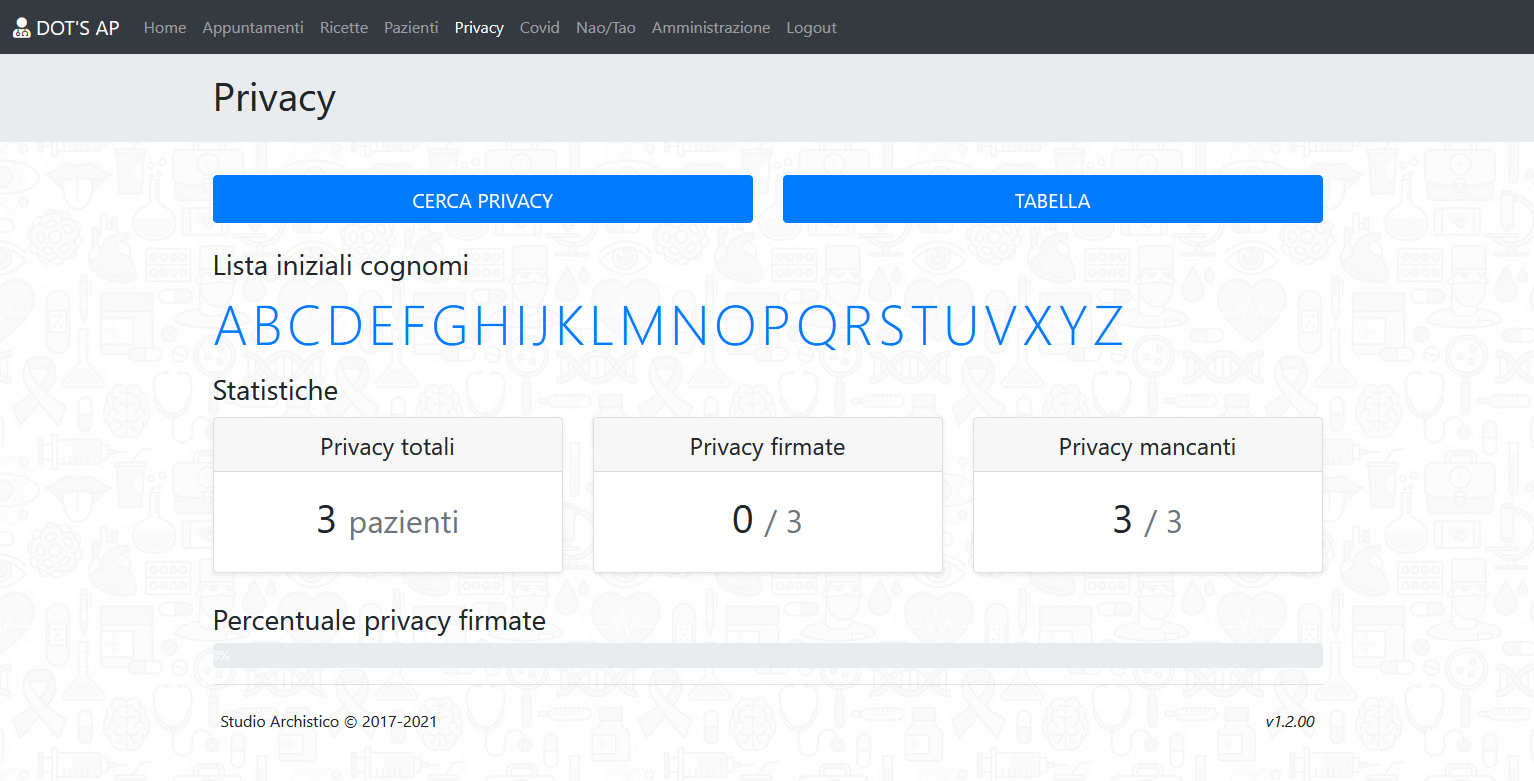 DOT'S AP Home Appuntamenti Ricette Pazienti Privacy Covid Nao/Tao Amministrazione Logout
Privacy
CERCA PRIVACY TABELLA
Lista iniziali cognomi
A B C D E F G H I J K L M N O P Q R S T U V X Y Z
Statistiche
Privacy totali Privacy firmate Privacy mancanti
3 pazienti 0 / 3 3 / 3
Percentuale privacy firmate
0%
Studio Archistico © 2017-2021 v1.2.00